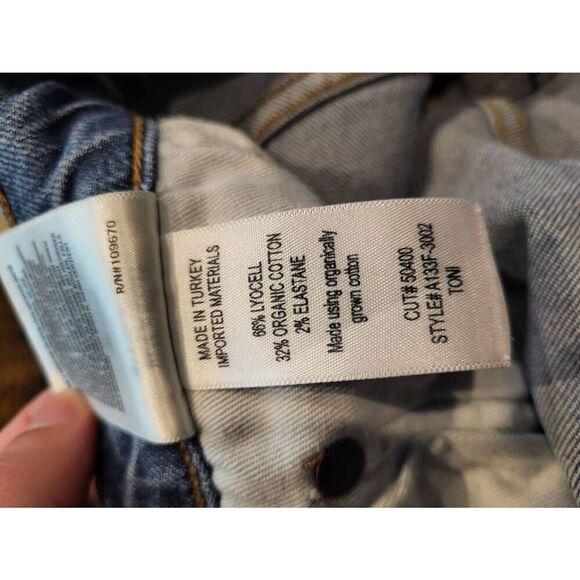 R/N# 109670
MADE IN TURKEY
IMPORTED MATERIALS
66% LYOCELL
32% ORGANIC COTTON
2% ELASTANE
Made using organically
grown cotton
CUT# 60400
STYLE# A133F-3002
TONI